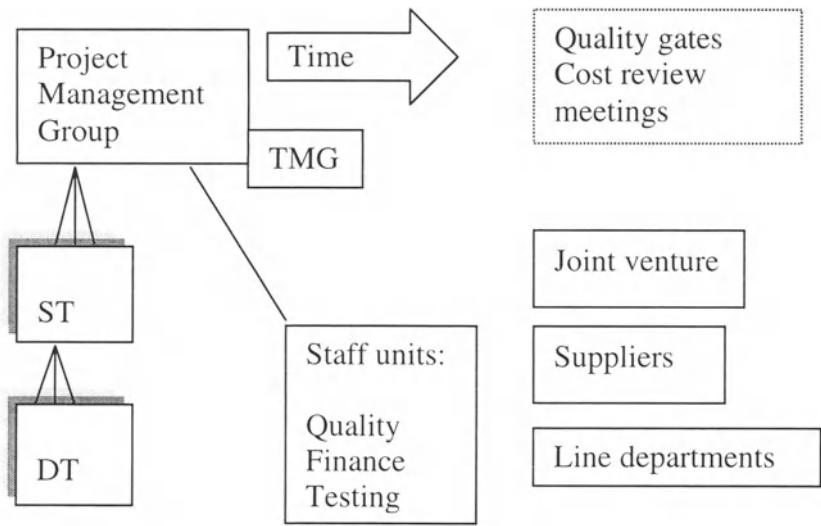 Project
Management
Group
Time
Quality gates
Cost review
meetings
TMG
ST
DT
Staff units:
Quality
Finance
Testing
Joint venture
Suppliers
Line departments